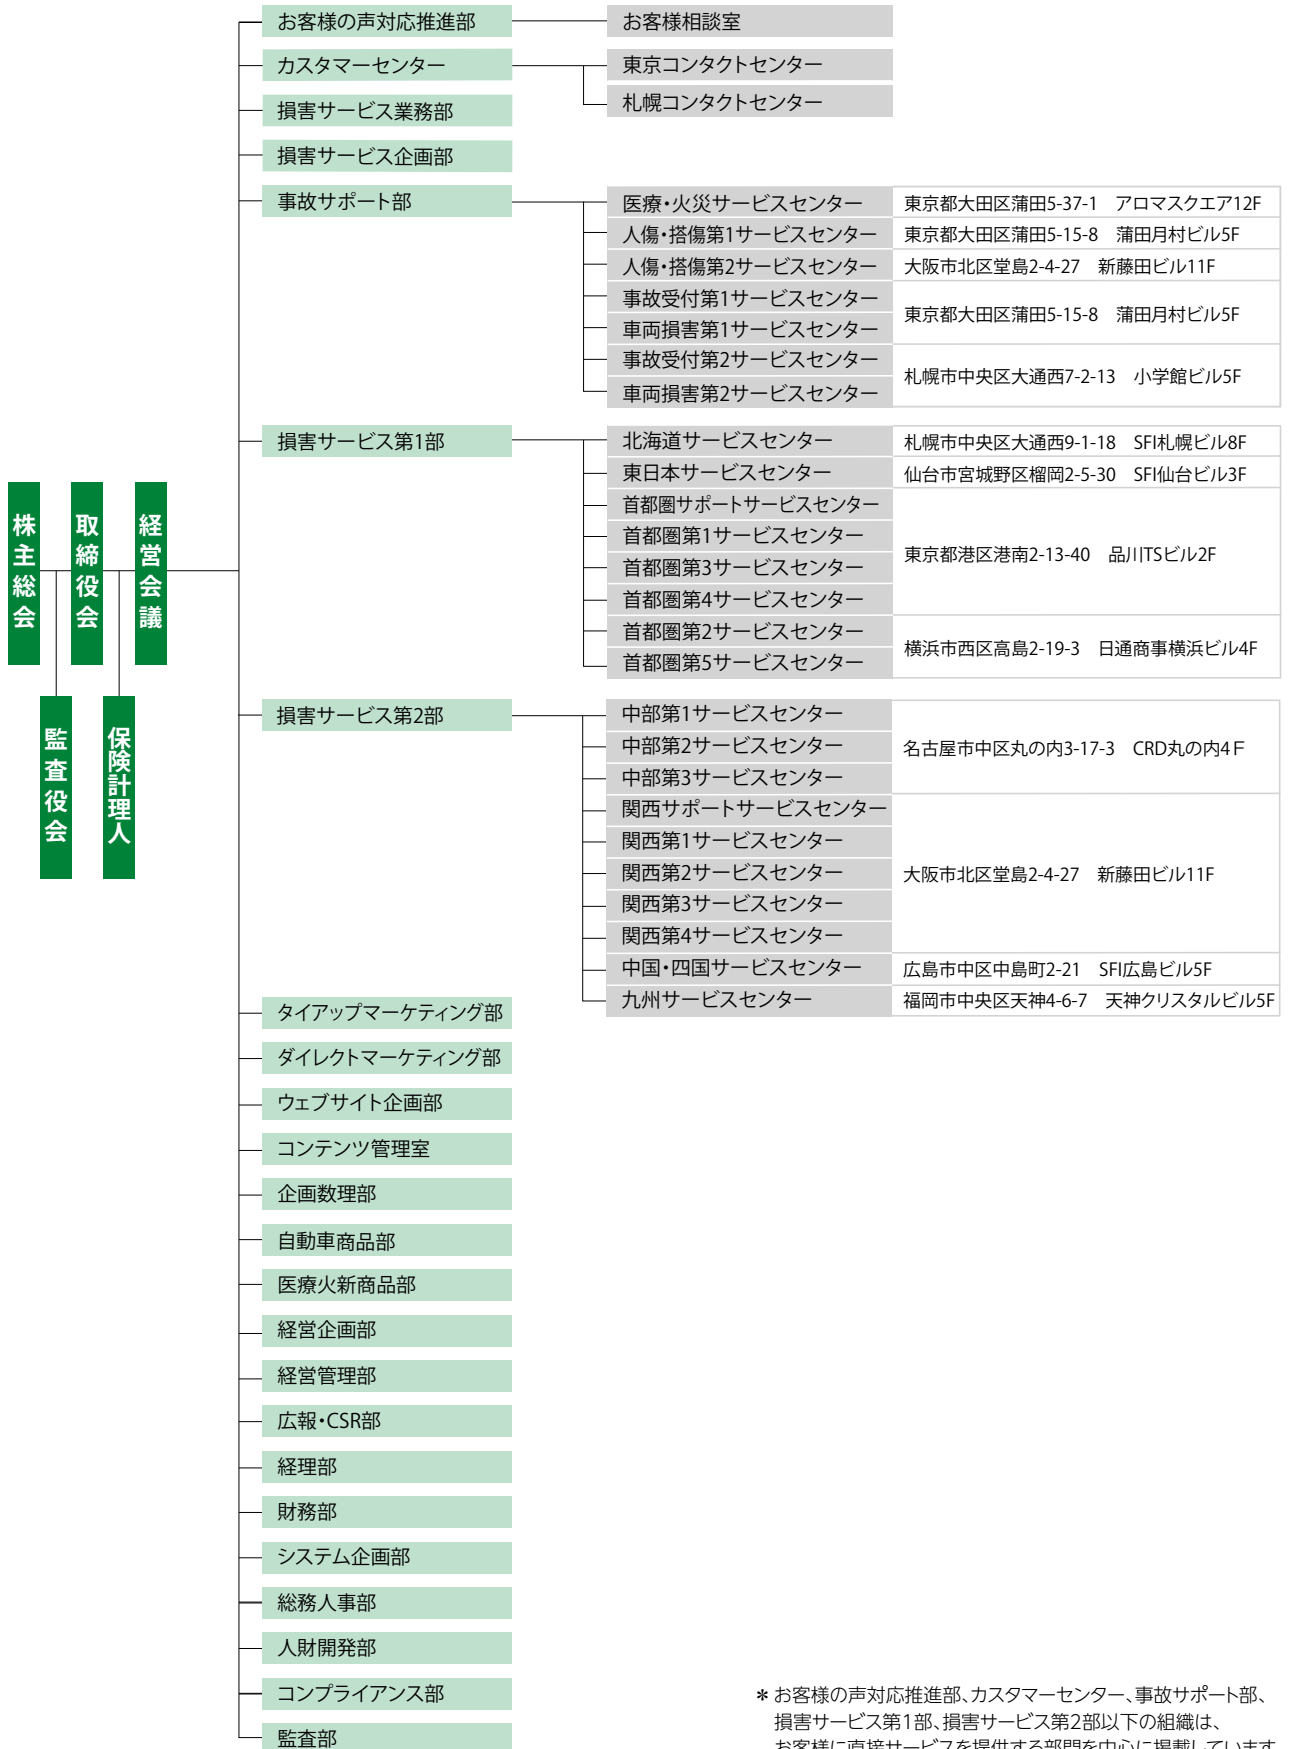 株主総会
取締役会
経営会議
監査役会
保険計理人
お客様の声対応推進部
お客様相談室
カスタマーセンター
東京コンタクトセンター
札幌コンタクトセンター
損害サービス業務部
損害サービス企画部
事故サポート部
医療・火災サービスセンター 東京都大田区蒲田5-37-1 アロマスクエア12F
人傷・搭傷第1サービスセンター 東京都大田区蒲田5-15-8 蒲田月村ビル5F
人傷・搭傷第2サービスセンター 大阪市北区堂島2-4-27 新藤田ビル11F
事故受付第1サービスセンター
車両損害第1サービスセンター
東京都大田区蒲田5-15-8 蒲田月村ビル5F
事故受付第2サービスセンター
車両損害第2サービスセンター
札幌市中央区大通西7-2-13 小学館ビル5F
損害サービス第1部
北海道サービスセンター 札幌市中央区大通西9-1-18 SFI札幌ビル8F
東日本サービスセンター 仙台市宮城野区榴岡2-5-30 SFI仙台ビル3F
首都圏サポートサービスセンター
首都圏第1サービスセンター
首都圏第3サービスセンター
首都圏第4サービスセンター
東京都港区港南2-13-40 品川TSビル2F
首都圏第2サービスセンター
首都圏第5サービスセンター
横浜市西区高島2-19-3 日通商事横浜ビル4F
損害サービス第2部
中部第1サービスセンター
中部第2サービスセンター
中部第3サービスセンター
名古屋市中区丸の内3-17-3 CRD丸の内4Ｆ
関西サポートサービスセンター
関西第1サービスセンター
関西第2サービスセンター
関西第3サービスセンター
関西第4サービスセンター
大阪市北区堂島2-4-27 新藤田ビル11F
中国・四国サービスセンター 広島市中区中島町2-21 SFI広島ビル5F
九州サービスセンター 福岡市中央区天神4-6-7 天神クリスタルビル5F
タイアップマーケティング部
ダイレクトマーケティング部
ウェブサイト企画部
コンテンツ管理室
企画数理部
自動車商品部
医療火新商品部
経営企画部
経営管理部
広報・CSR部
経理部
財務部
システム企画部
総務人事部
人財開発部
コンプライアンス部
監査部
＊お客様の声対応推進部、カスタマーセンター、事故サポート部、
損害サービス第1部、損害サービス第2部以下の組織は、
お客様に直接サービスを提供する部門を中心に掲載しています